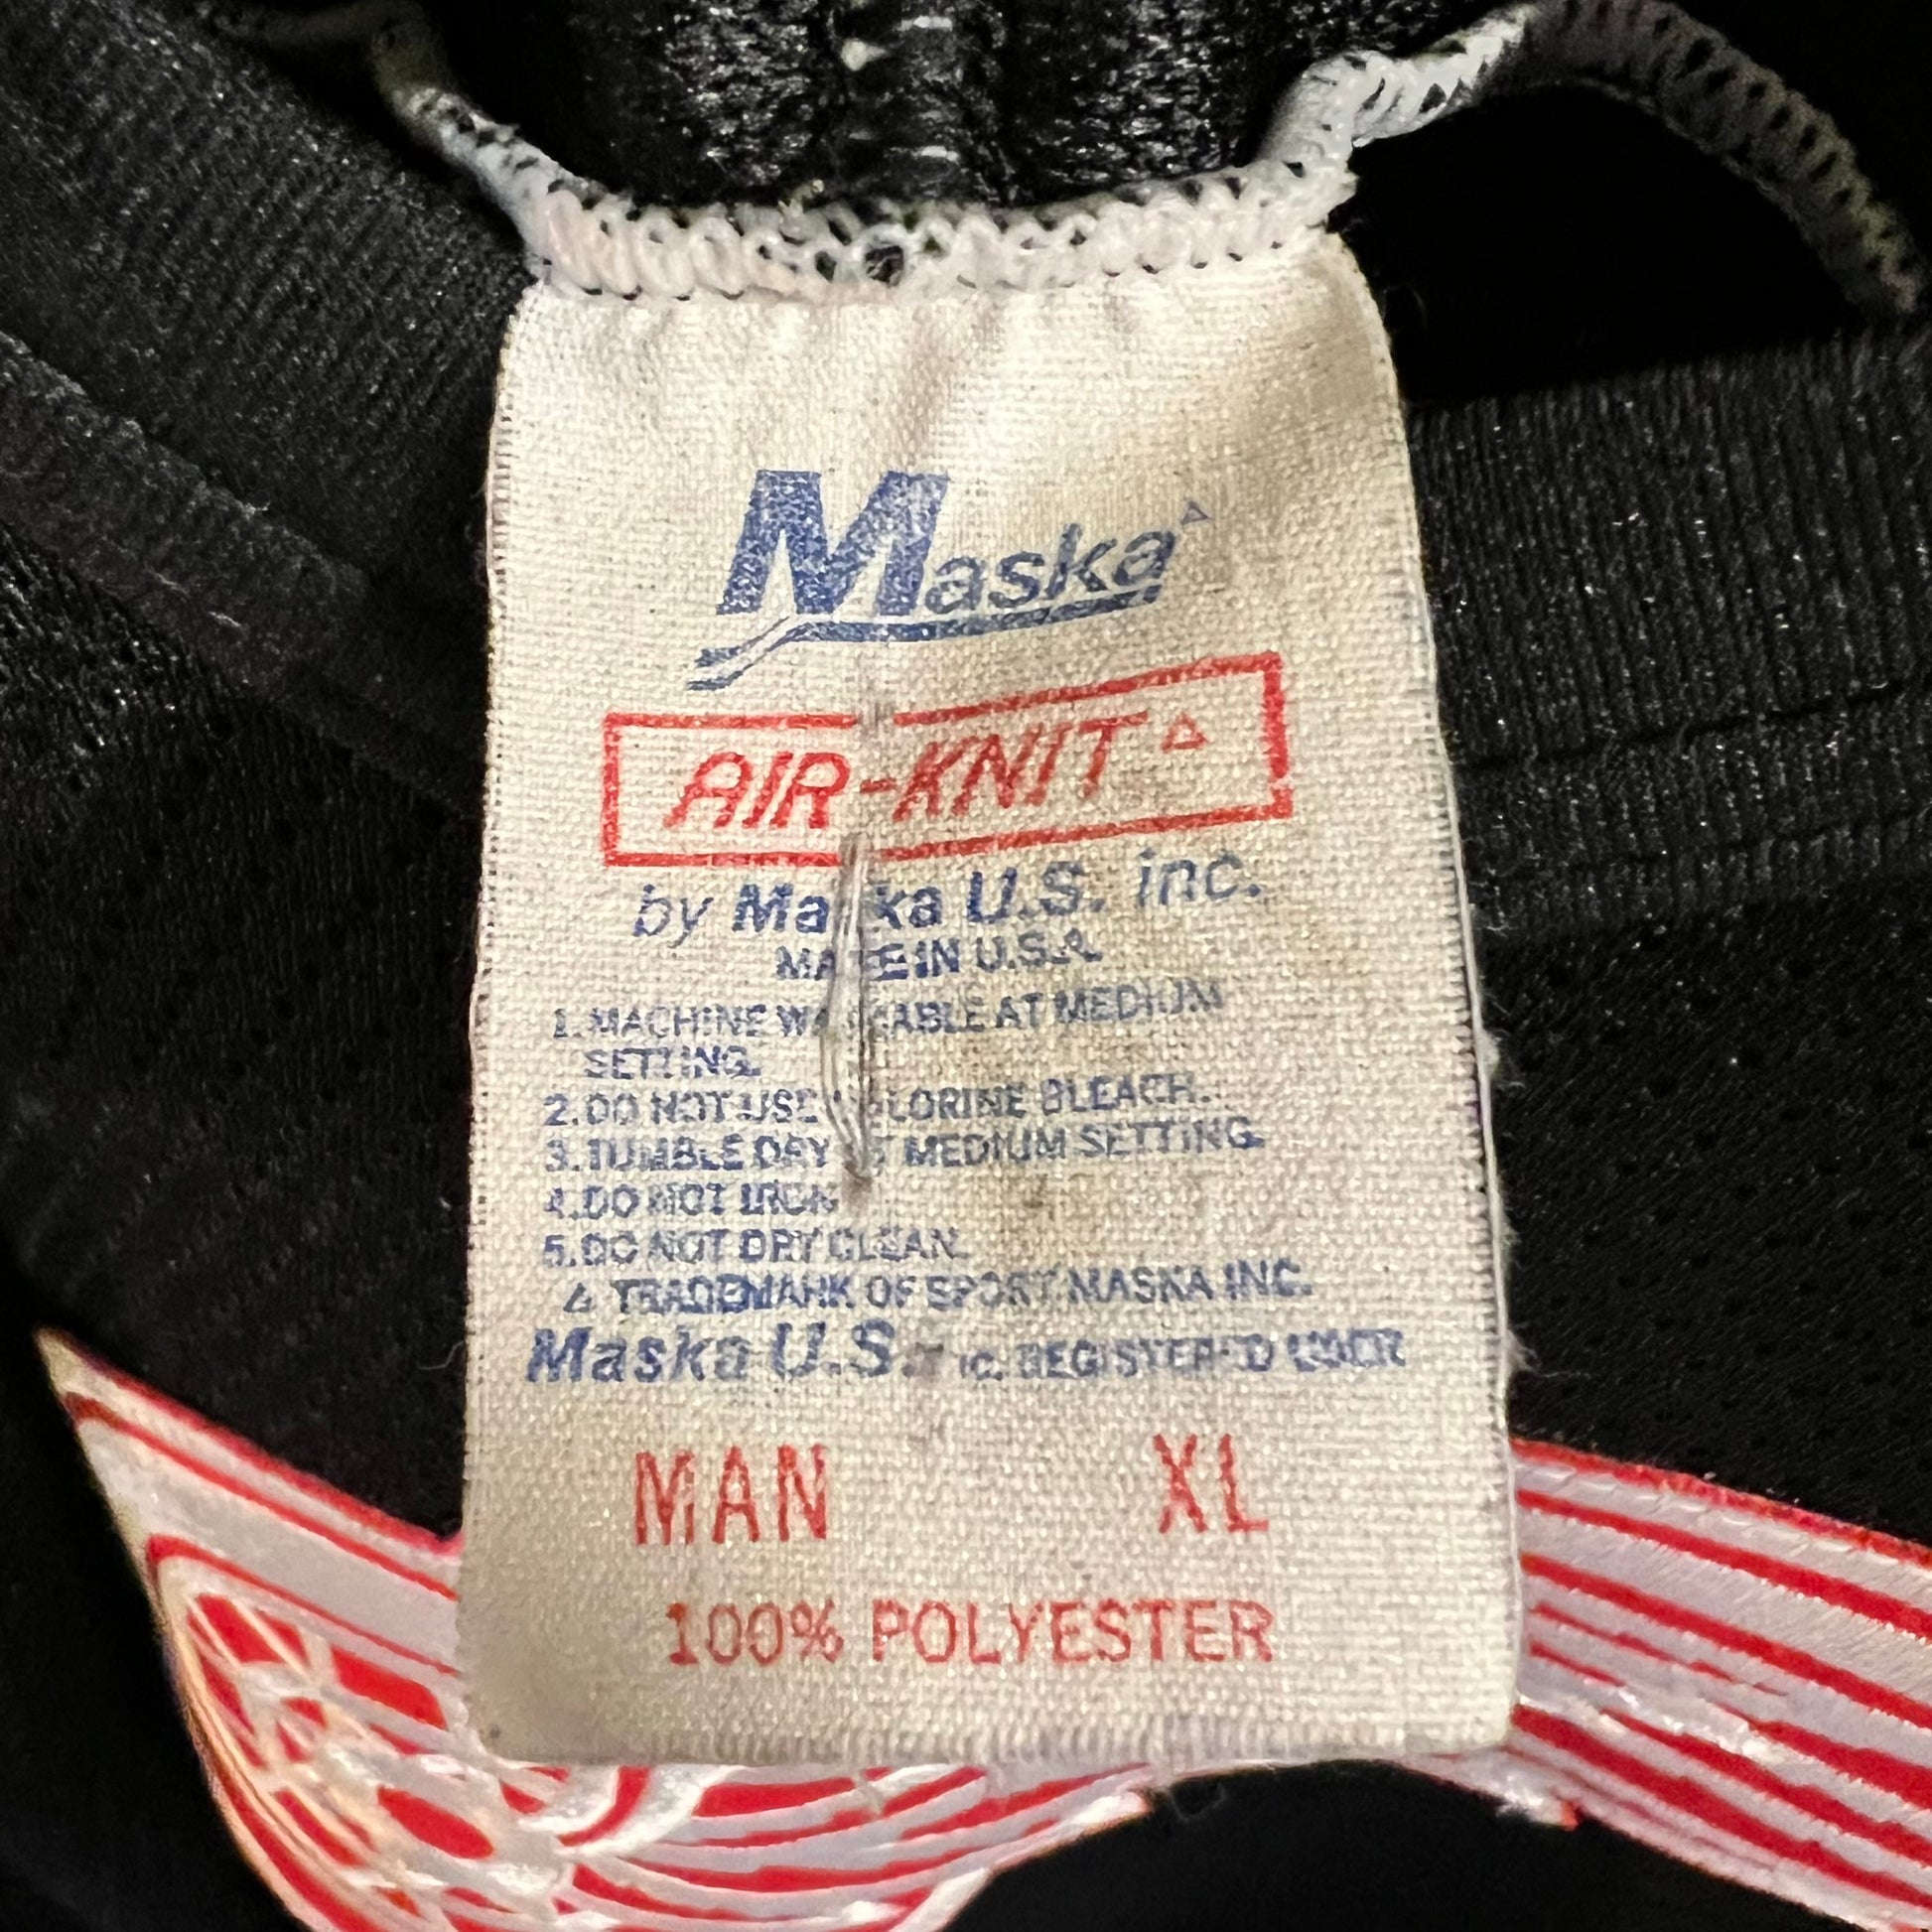 Maska△
AIR-KNIT△
by Maska U.S. inc.
MADE IN U.S.A.
1. MACHINE WASHABLE AT MEDIUM
SETTING.
2. DO NOT USE CHLORINE BLEACH.
3. TUMBLE DRY AT MEDIUM SETTING.
4. DO NOT IRON
5. DO NOT DRY CLEAN.
△ TRADEMARK OF SPORT MASKA INC.
Maska U.S. inc. REGISTERED USER
MAN XL
100% POLYESTER